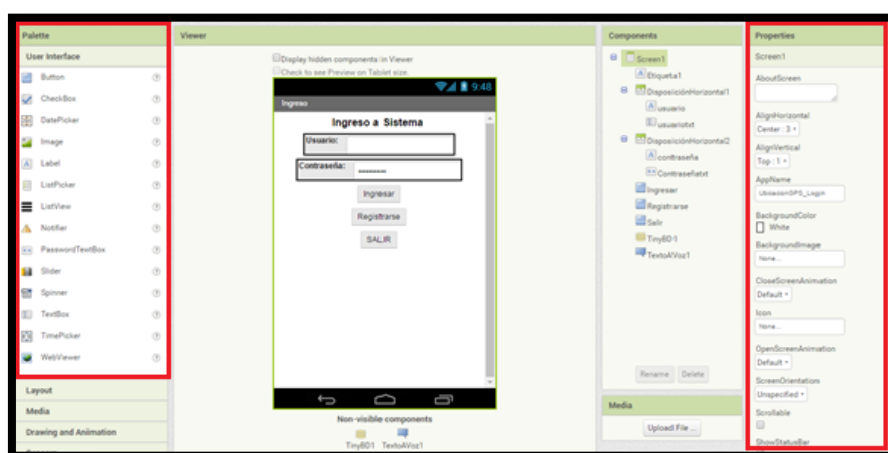 Palette
User Interface
Button
CheckBox
DatePicker
Image
Label
ListPicker
ListView
Notifier
PasswordTextBox
Slider
Spinner
TextBox
TimePicker
WebViewer
Layout
Media
Drawing and Animation
Viewer
Display hidden components in Viewer
Check to see Preview on Tablet size.
9:48
Ingreso
Ingreso a Sistema
Usuario:
Contraseña:
Ingresar
Registrarse
SALIR
Non-visible components
TinyBD1 TextoAVoz1
Components
Screen1
Etiqueta1
DisposiciónHorizontal1
usuario
usuariotxt
DisposiciónHorizontal2
contraseña
Contraseñatxt
Ingresar
Registrarse
Salir
TinyBD1
TextoAVoz1
Rename Delete
Media
Upload File ...
Properties
Screen1
AboutScreen
AlignHorizontal
Center : 3
AlignVertical
Top : 1
AppName
UbicacionGPS_Login
BackgroundColor
White
BackgroundImage
None...
CloseScreenAnimation
Default
Icon
None...
OpenScreenAnimation
Default
ScreenOrientation
Unspecified
Scrollable
ShowStatusBar